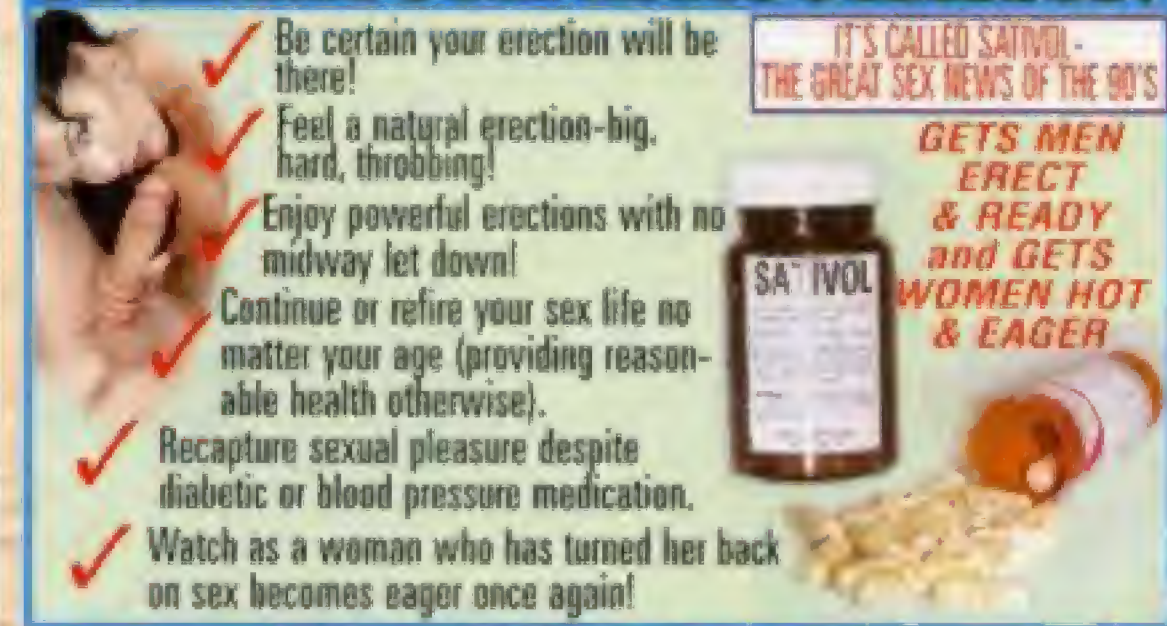 Be certain your erection will be
there!
Feel a natural erection-big,
hard, throbbing!
Enjoy powerful erections with no
midway let down!
Continue or refire your sex life no
matter your age (providing reason-
able health otherwise).
Recapture sexual pleasure despite
diabetic or blood pressure medication.
Watch as a woman who has turned her back
on sex becomes eager once again!
IT'S CALLED SATIVOL-
THE GREAT SEX NEWS OF THE 90'S
GETS MEN
ERECT
& READY
and GETS
WOMEN HOT
& EAGER
SATIVOL